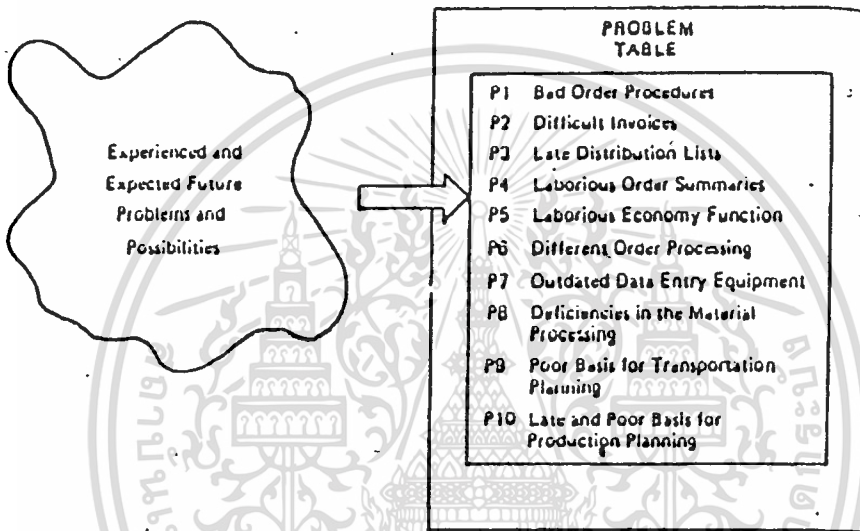 Experienced and
Expected Future
Problems and
Possibilities
PROBLEM
TABLE
P1 Bad Order Procedures
P2 Difficult Invoices
P3 Late Distribution Lists
P4 Laborious Order Summaries
P5 Laborious Economy Function
P6 Different Order Processing
P7 Outdated Data Entry Equipment
P8 Deficiencies in the Material
Processing
P9 Poor Basis for Transportation
Planning
P10 Late and Poor Basis for
Production Planning